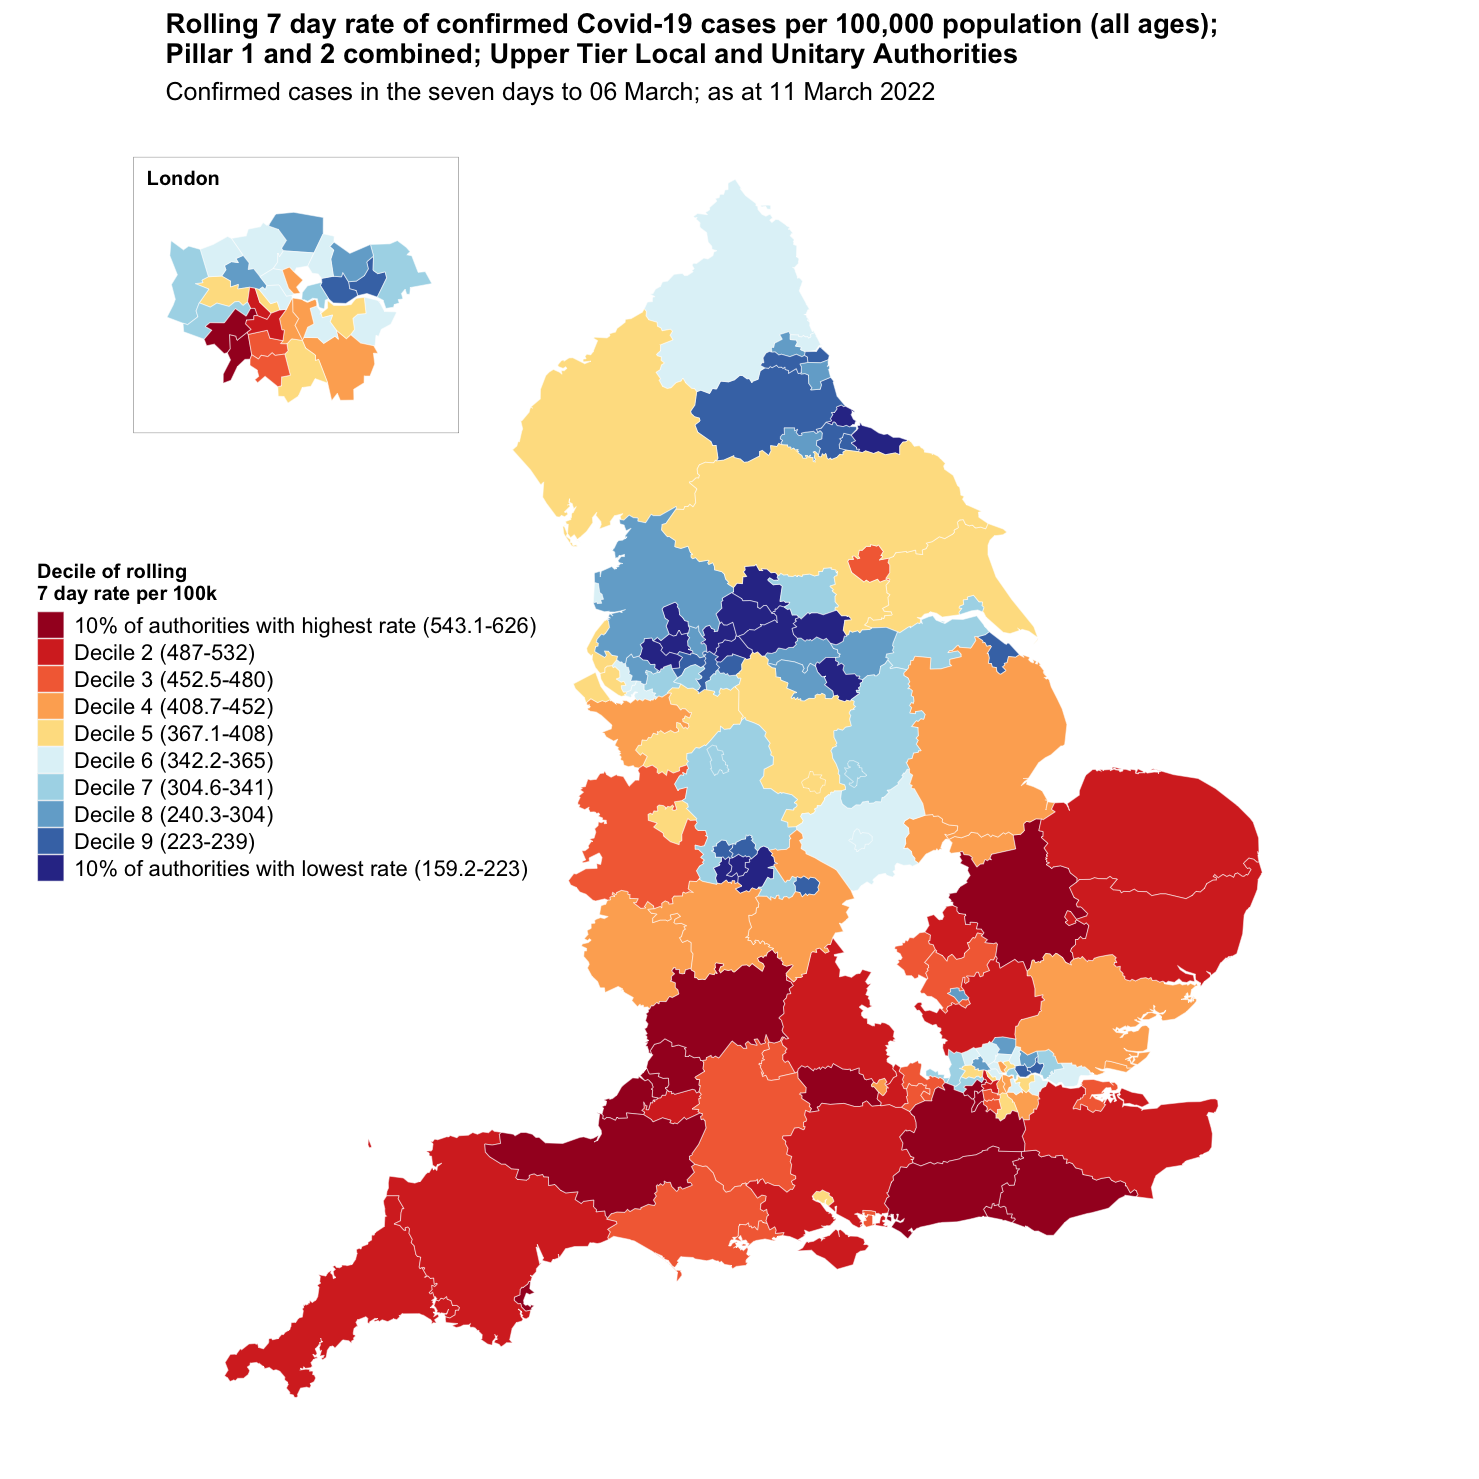 Rolling 7 day rate of confirmed Covid-19 cases per 100,000 population (all ages);
Pillar 1 and 2 combined; Upper Tier Local and Unitary Authorities
Confirmed cases in the seven days to 06 March; as at 11 March 2022
London
Decile of rolling
7 day rate per 100k
10% of authorities with highest rate (543.1-626)
Decile 2 (487-532)
Decile 3 (452.5-480)
Decile 4 (408.7-452)
Decile 5 (367.1-408)
Decile 6 (342.2-365)
Decile 7 (304.6-341)
Decile 8 (240.3-304)
Decile 9 (223-239)
10% of authorities with lowest rate (159.2-223)